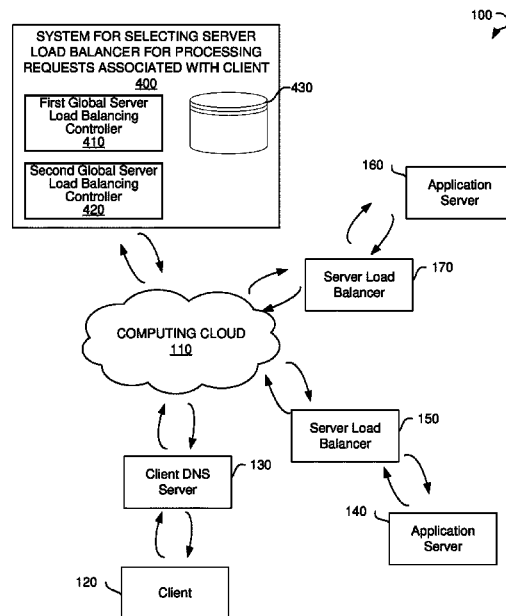 100
SYSTEM FOR SELECTING SERVER
LOAD BALANCER FOR PROCESSING
REQUESTS ASSOCIATED WITH CLIENT
400
430
First Global Server
Load Balancing
Controller
410
Second Global Server
Load Balancing
Controller
420
160
Application
Server
170
Server Load
Balancer
COMPUTING CLOUD
110
150
Server Load
Balancer
130
Client DNS
Server
140
Application
Server
120
Client